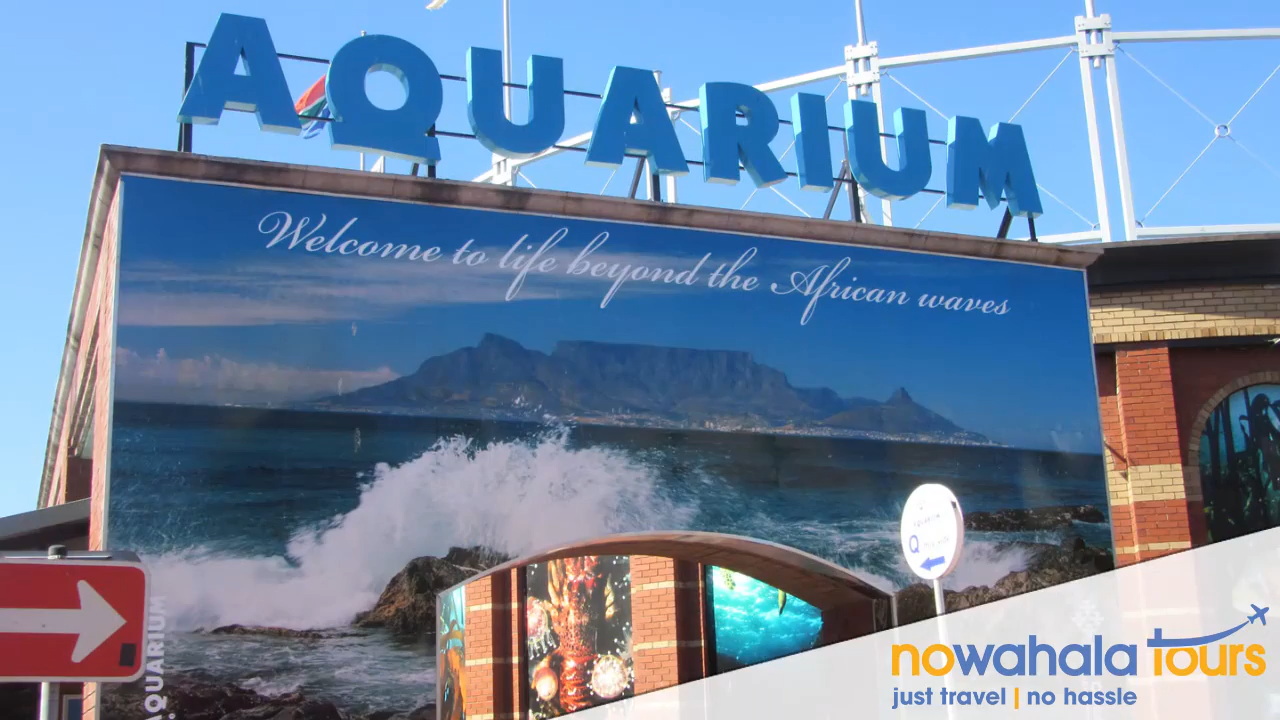 AQUARIUM
Welcome to life beyond the African waves
AQUARIUM
nowahala tours
just travel | no hassle